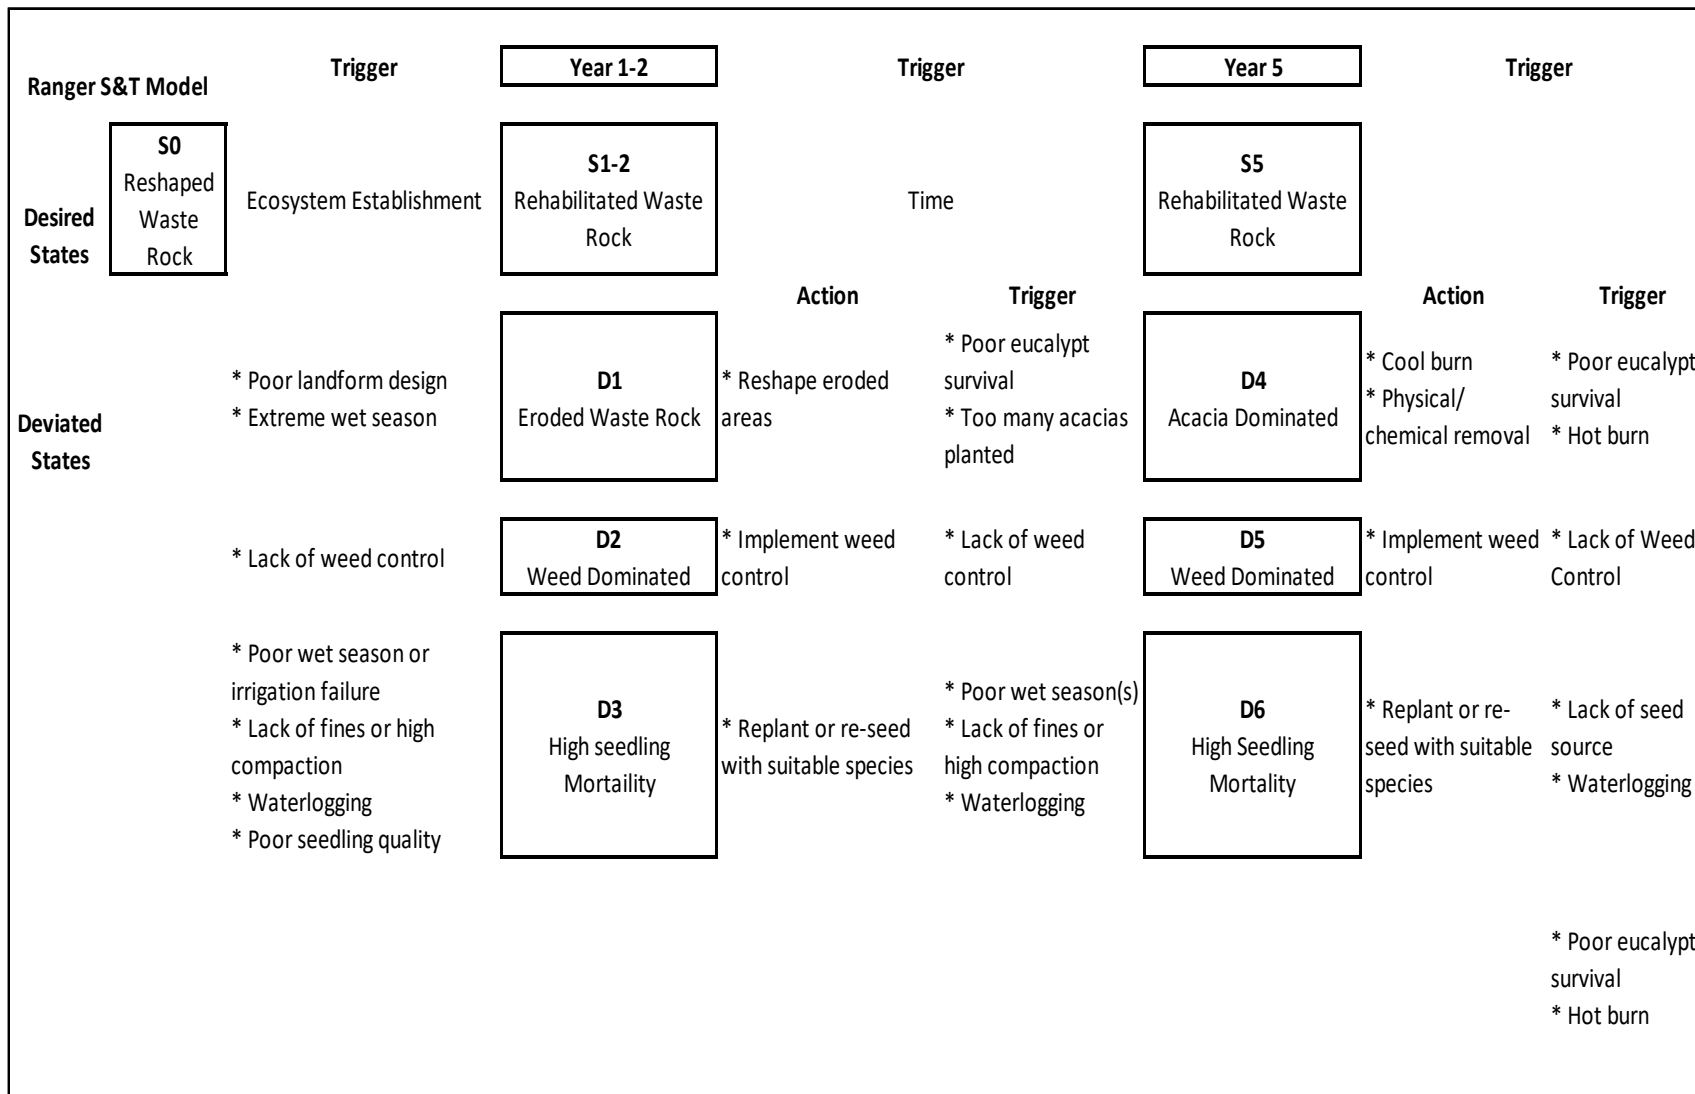 Ranger S&T Model
Trigger
Year 1-2
Trigger
Year 5
Trigger
Desired
States
S0
Reshaped
Waste
Rock
Ecosystem Establishment
S1-2
Rehabilitated Waste
Rock
Time
S5
Rehabilitated Waste
Rock
Action
Trigger
Action
Trigger
Deviated
States
* Poor landform design
* Extreme wet season
D1
Eroded Waste Rock
* Reshape eroded
areas
* Poor eucalypt
survival
* Too many acacias
planted
D4
Acacia Dominated
* Cool burn
* Physical/
chemical removal
* Poor eucalypt
survival
* Hot burn
* Lack of weed control
D2
Weed Dominated
* Implement weed
control
* Lack of weed
control
D5
Weed Dominated
* Implement weed
control
* Lack of Weed
Control
* Poor wet season or
irrigation failure
* Lack of fines or high
compaction
* Waterlogging
* Poor seedling quality
D3
High seedling
Mortaility
* Replant or re-seed
with suitable species
* Poor wet season(s)
* Lack of fines or
high compaction
* Waterlogging
D6
High Seedling
Mortality
* Replant or re-
seed with suitable
species
* Lack of seed
source
* Waterlogging
* Poor eucalypt
survival
* Hot burn